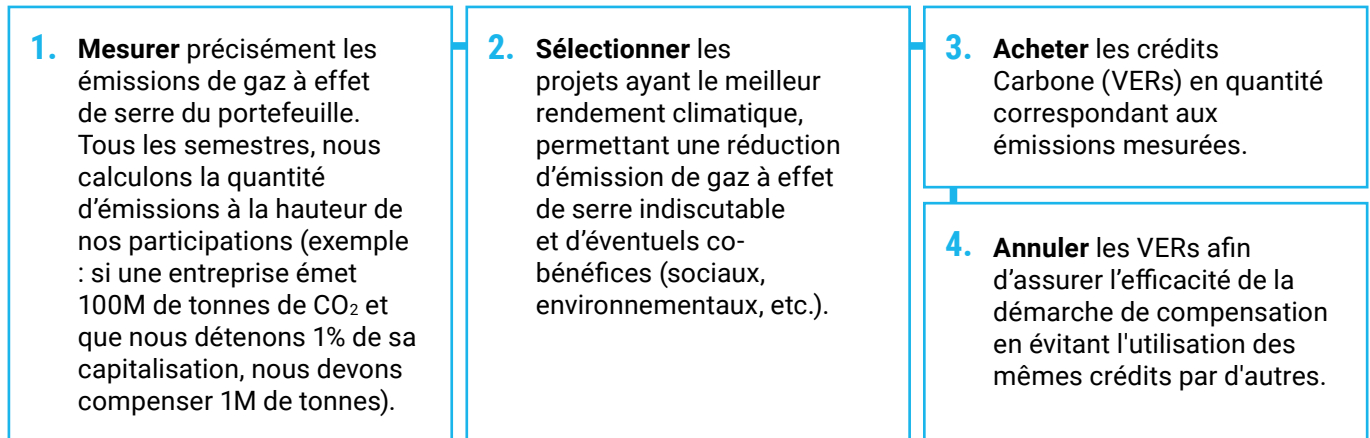 1. Mesurer précisément les
émissions de gaz à effet
de serre du portefeuille.
Tous les semestres, nous
calculons la quantité
d'émissions à la hauteur de
nos participations (exemple
: si une entreprise émet
100M de tonnes de CO₂ et
que nous détenons 1% de sa
capitalisation, nous devons
compenser 1M de tonnes).
2. Sélectionner les
projets ayant le meilleur
rendement climatique,
permettant une réduction
d'émission de gaz à effet
de serre indiscutable
et d'éventuels co-
bénéfices (sociaux,
environnementaux, etc.).
3. Acheter les crédits
Carbone (VERs) en quantité
correspondant aux
émissions mesurées.
4. Annuler les VERs afin
d'assurer l'efficacité de la
démarche de compensation
en évitant l'utilisation des
mêmes crédits par d'autres.